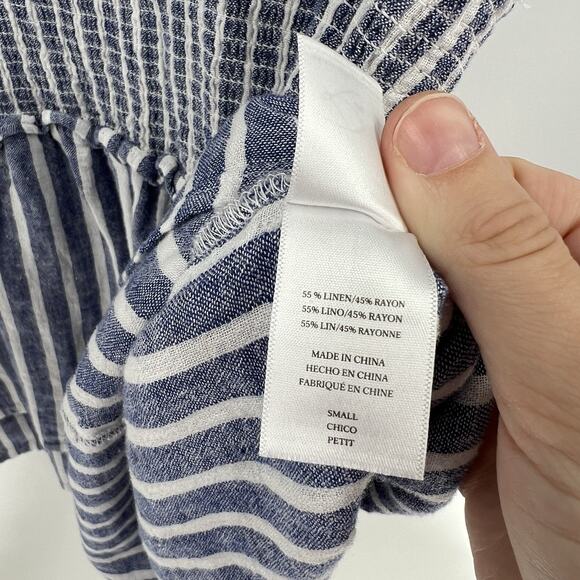 55 % LINEN/45% RAYON
55% LINO/45% RAYON
55% LIN/45% RAYONNE
MADE IN CHINA
HECHO EN CHINA
FABRIQUÉ EN CHINE
SMALL
CHICO
PETIT